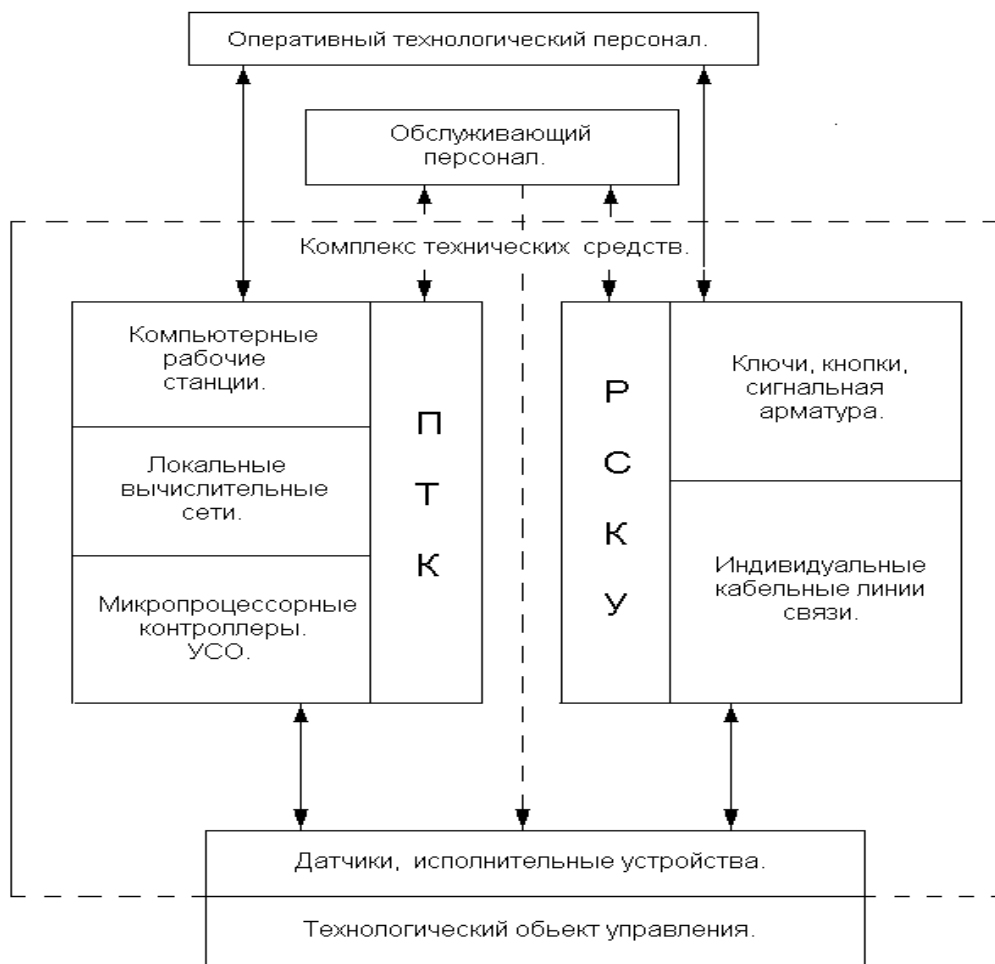 Оперативный технологический персонал.
Обслуживающий
персонал.
Комплекс технических средств.
Компьютерные
рабочие
станции.
Локальные
вычислительные
сети.
Микропроцессорные
контроллеры.
УСО.
П
Т
К
Р
С
К
У
Ключи, кнопки,
сигнальная
арматура.
Индивидуальные
кабельные линии
связи.
Датчики, исполнительные устройства.
Технологический обьект управления.